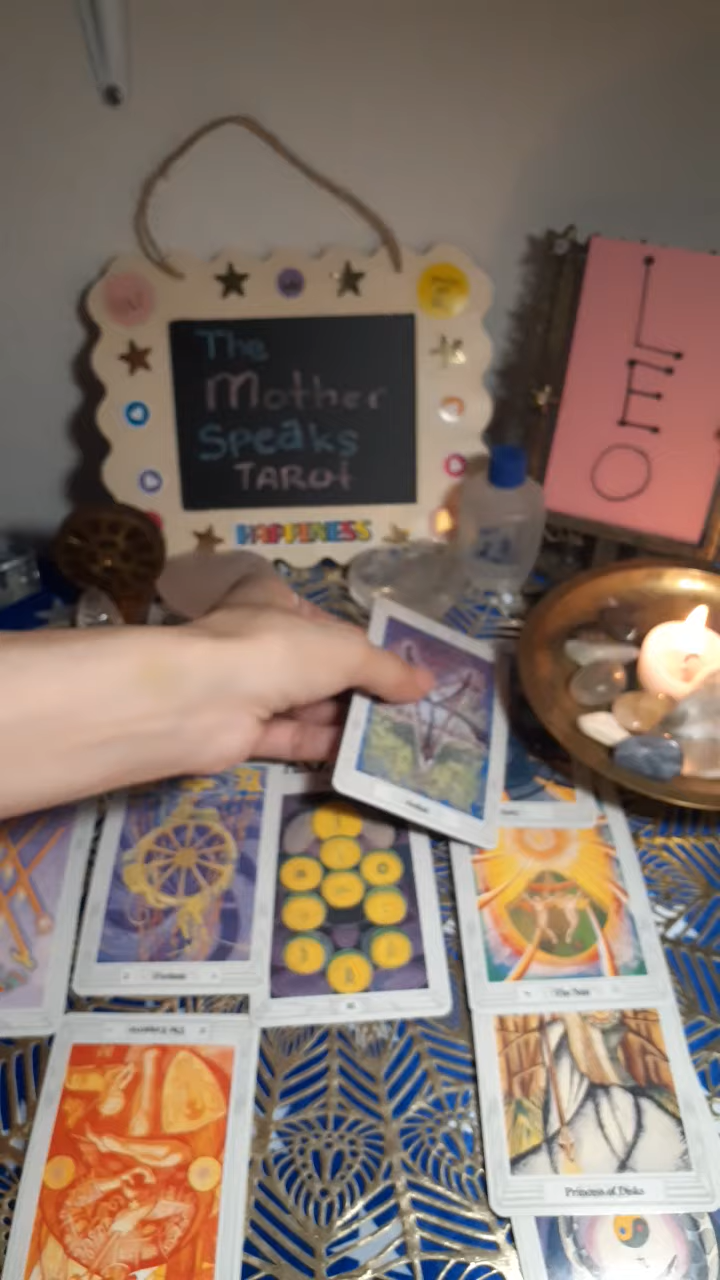 The
Mother
Speaks
TAROT
HAPPINESS
LEO
Fortune
The Sun
Princess of Disks